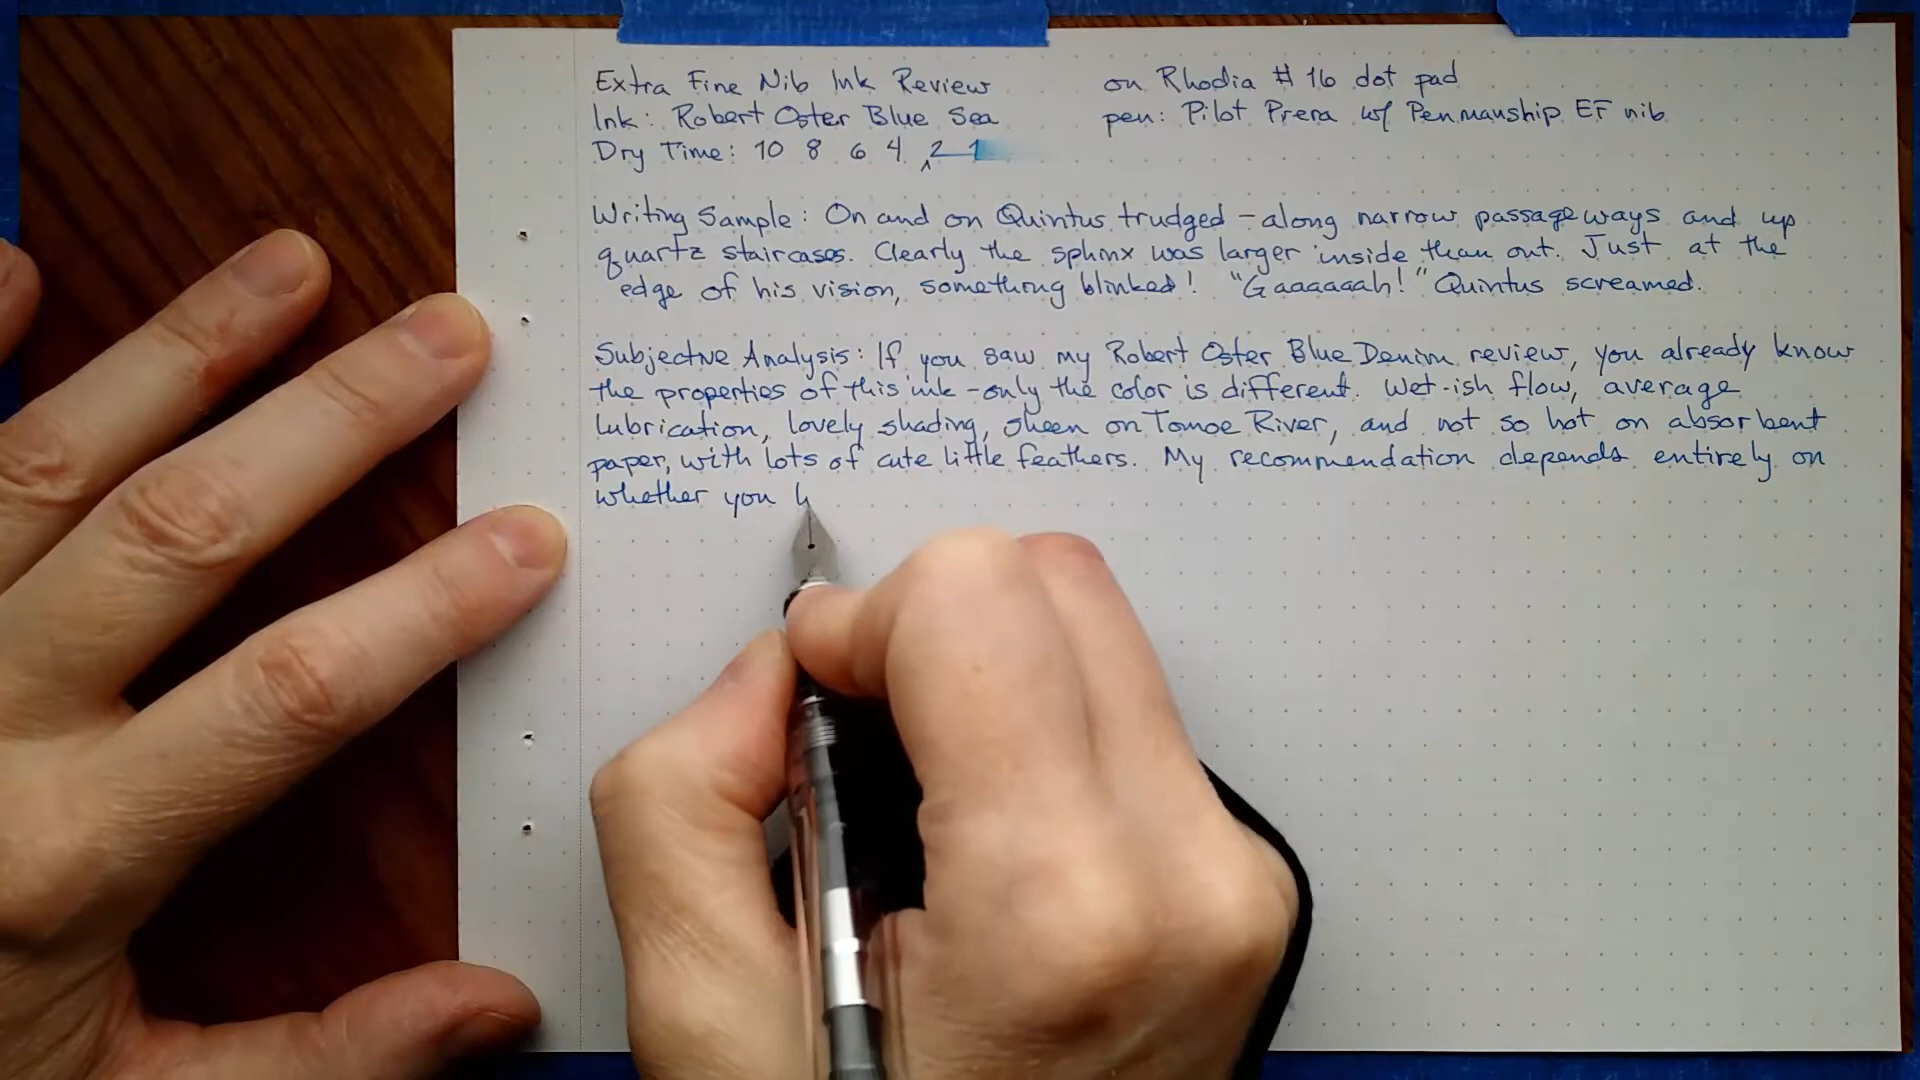 Extra Fine Nib Ink Review
on Rhodia # 16 dot pad
Ink: Robert Oster Blue Sea
pen: Pilot Prera w/ Penmanship EF nib
Dry Time: 10 8 6 4 ^ 2 1
Writing Sample: On and on Quintus trudged – along narrow passageways and up
quartz staircases. Clearly the sphinx was larger inside than out. Just at the
edge of his vision, something blinked! "Gaaaaaah!" Quintus screamed.
Subjective Analysis: If you saw my Robert Oster Blue Denim review, you already know
the properties of this ink – only the color is different. Wet-ish flow, average
lubrication, lovely shading, sheen on Tomoe River, and not so hot on absorbent
paper, with lots of cute little feathers. My recommendation depends entirely on
whether you